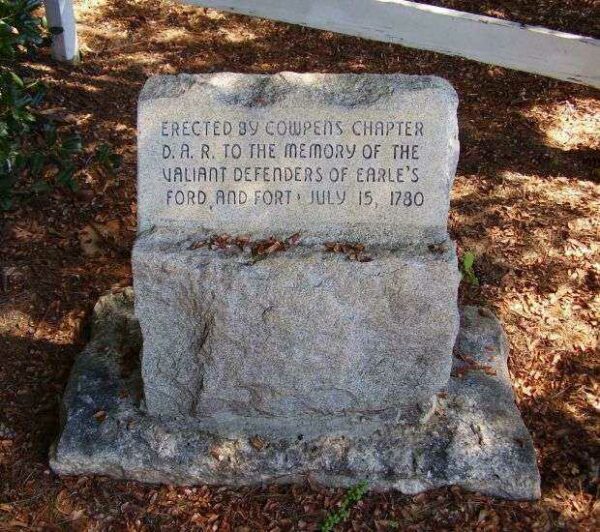 ERECTED BY COWPENS CHAPTER
D. A. R. TO THE MEMORY OF THE
VALIANT DEFENDERS OF EARLE'S
FORD AND FORT · JULY 15, 1780